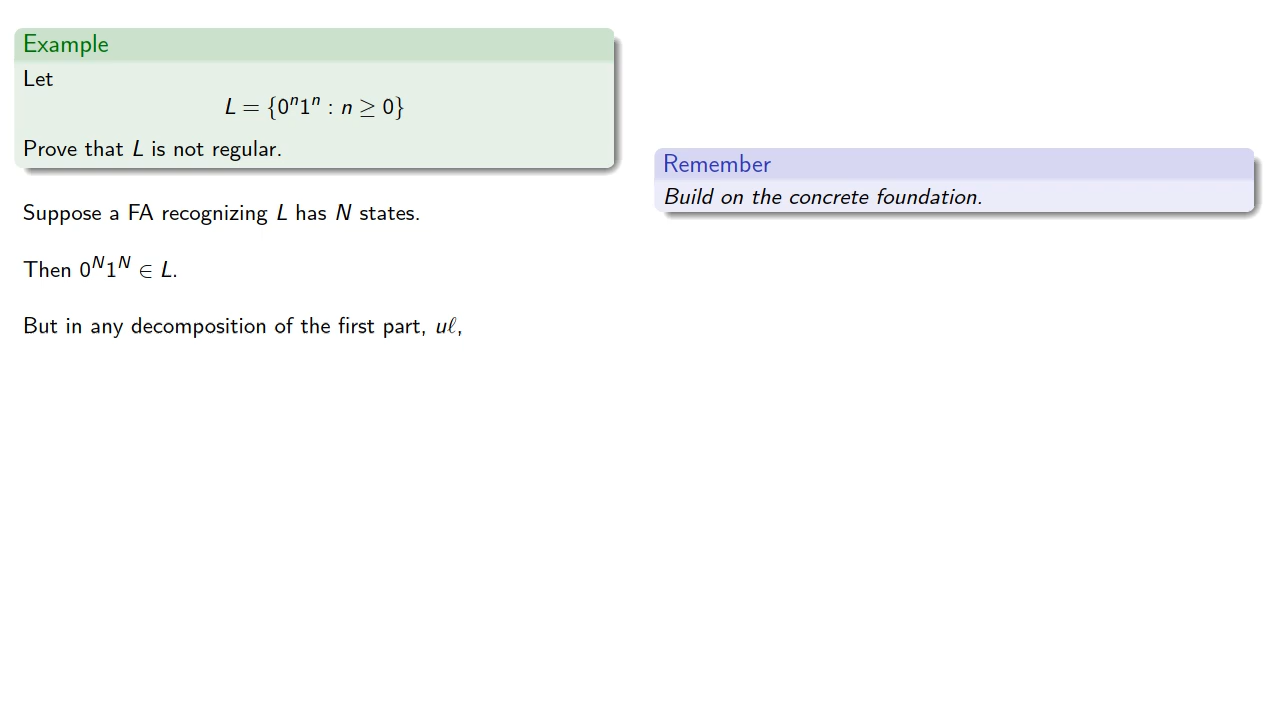 Example
Let
L = {0ⁿ1ⁿ : n ≥ 0}
Prove that L is not regular.
Suppose a FA recognizing L has N states.
Then 0ᴺ1ᴺ ∈ L.
But in any decomposition of the first part, uℓ,
Remember
Build on the concrete foundation.